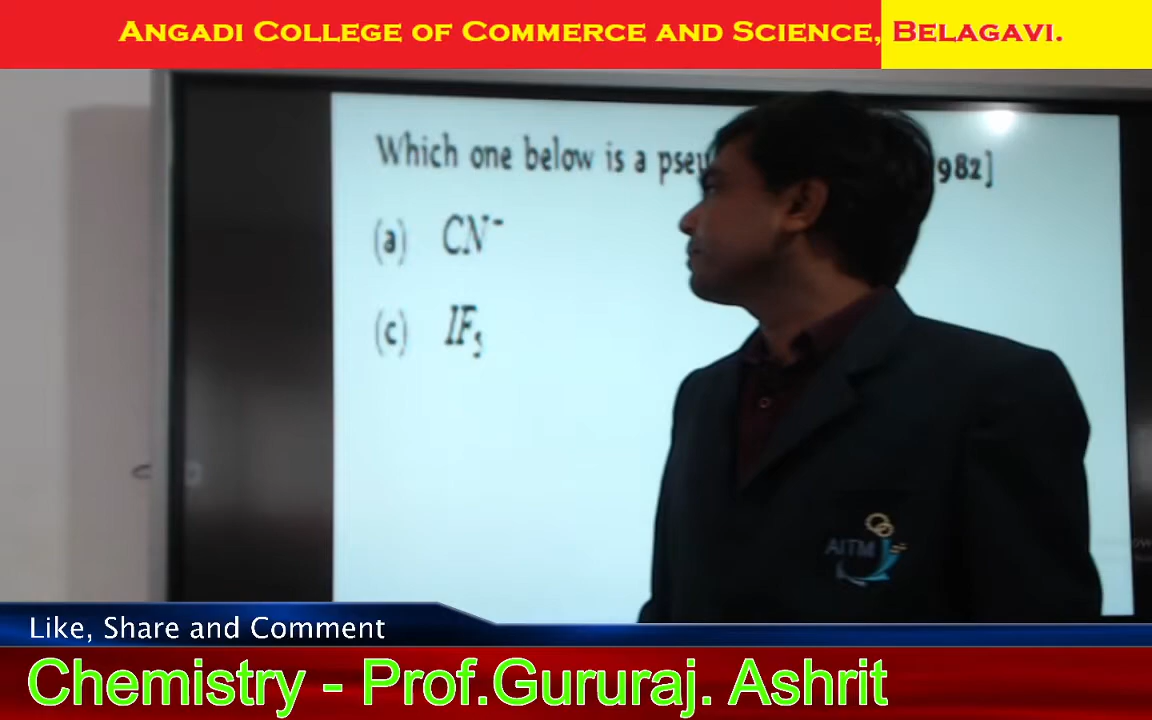 ANGADI COLLEGE OF COMMERCE AND SCIENCE, BELAGAVI.
Which one below is a 982]
(a) CN⁻
(c) IF₅
AITM
Like, Share and Comment
Chemistry - Prof.Gururaj. Ashrit